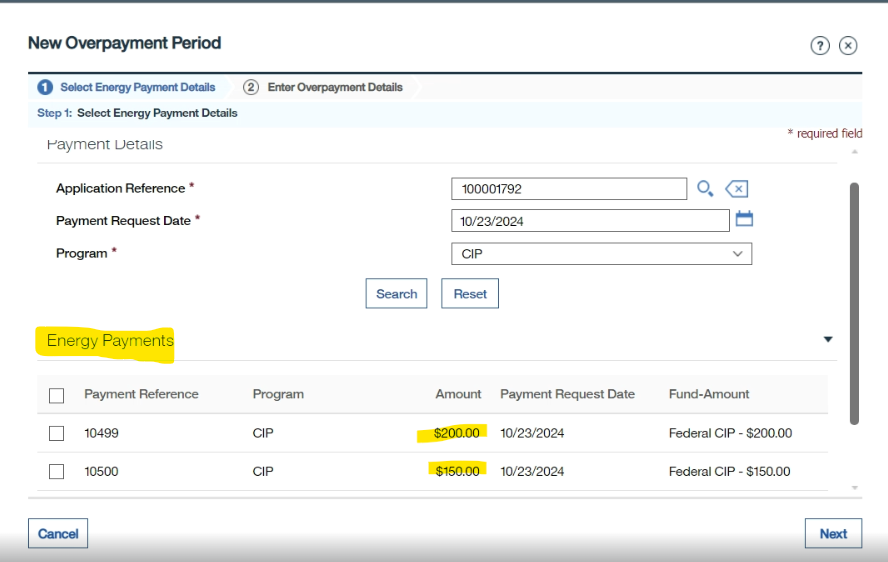 New Overpayment Period
?
1 Select Energy Payment Details 2 Enter Overpayment Details
Step 1: Select Energy Payment Details
* required field
Payment Details
Application Reference * 100001792
Payment Request Date * 10/23/2024
Program * CIP
Search Reset
Energy Payments
Payment Reference Program Amount Payment Request Date Fund-Amount
10499 CIP $200.00 10/23/2024 Federal CIP - $200.00
10500 CIP $150.00 10/23/2024 Federal CIP - $150.00
Cancel Next